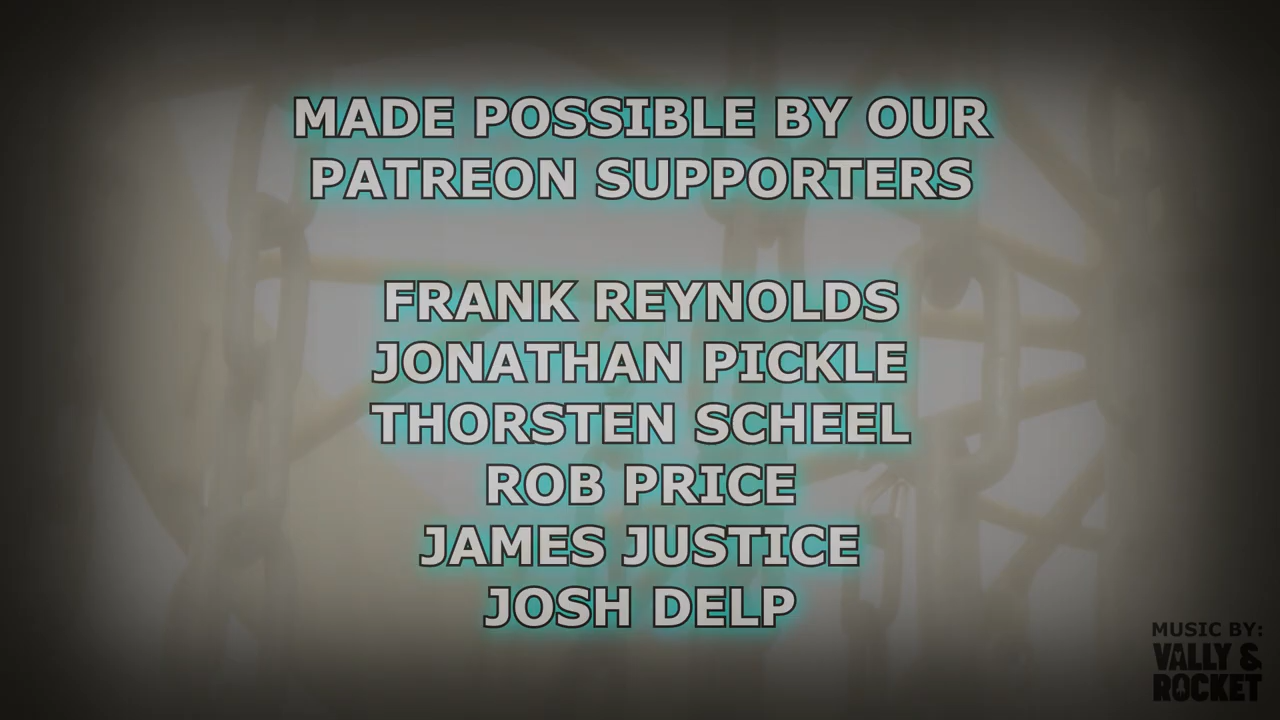 MADE POSSIBLE BY OUR
PATREON SUPPORTERS
FRANK REYNOLDS
JONATHAN PICKLE
THORSTEN SCHEEL
ROB PRICE
JAMES JUSTICE
JOSH DELP
MUSIC BY:
VALLY &
ROCKET